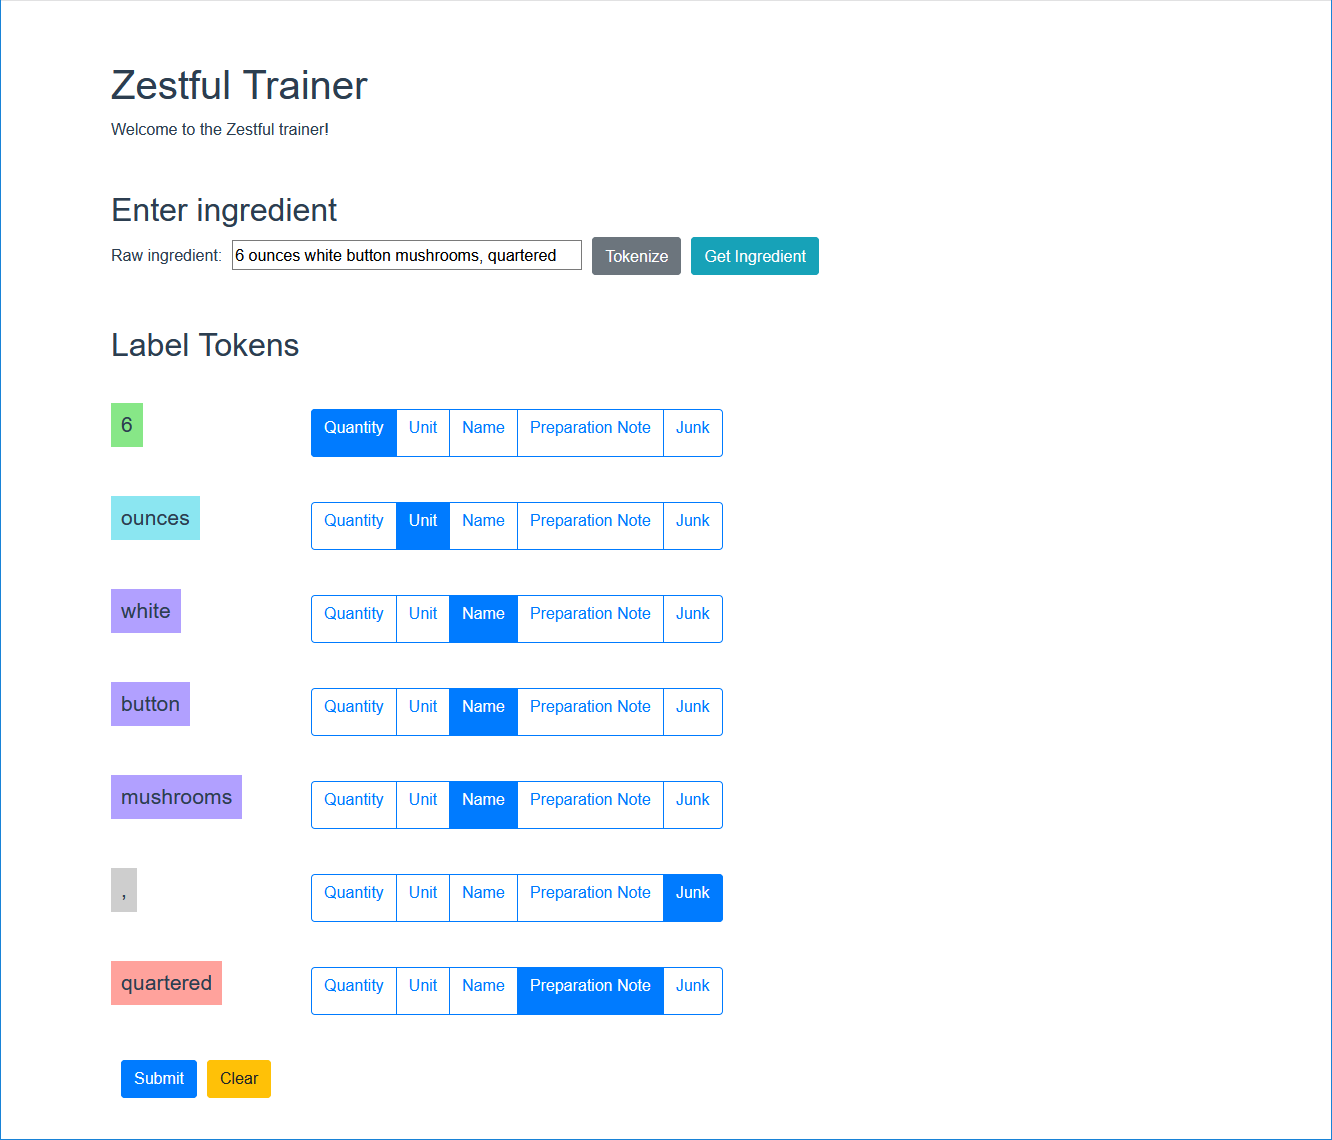 Zestful Trainer
Welcome to the Zestful trainer!
Enter ingredient
Raw ingredient: 6 ounces white button mushrooms, quartered Tokenize Get Ingredient
Label Tokens
6 Quantity Unit Name Preparation Note Junk
ounces Quantity Unit Name Preparation Note Junk
white Quantity Unit Name Preparation Note Junk
button Quantity Unit Name Preparation Note Junk
mushrooms Quantity Unit Name Preparation Note Junk
, Quantity Unit Name Preparation Note Junk
quartered Quantity Unit Name Preparation Note Junk
Submit Clear